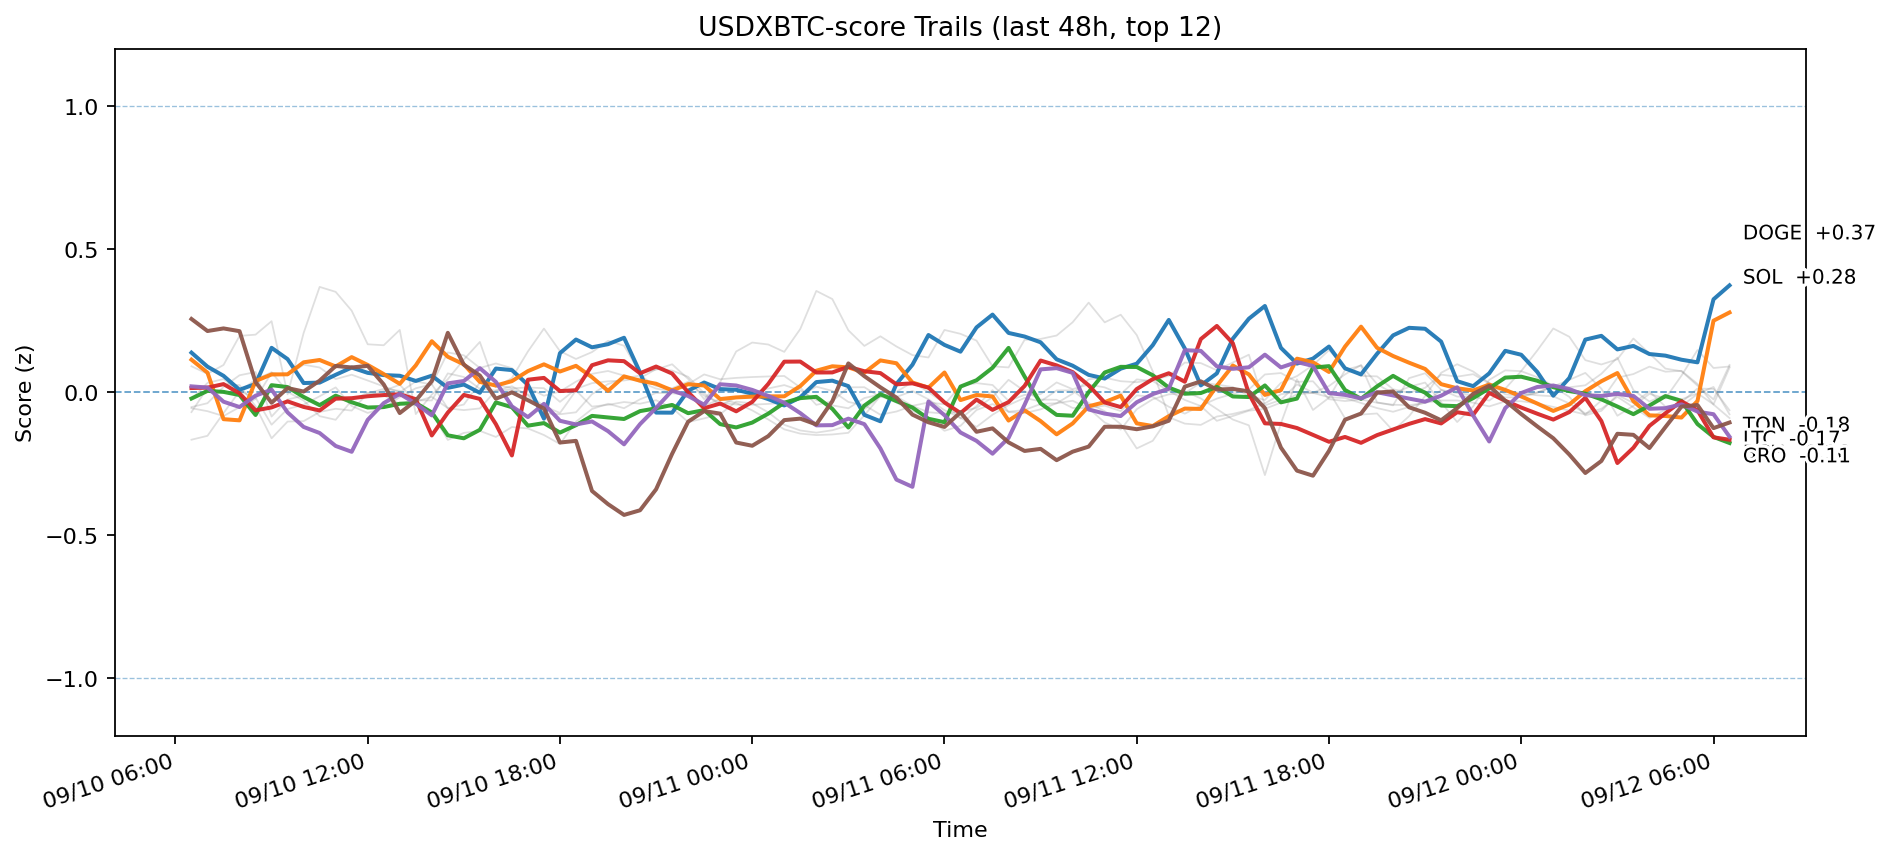 USDXBTC-score Trails (last 48h, top 12)
Score (z)
1.0
0.5
0.0
−0.5
−1.0
DOGE +0.37
SOL +0.28
TON -0.18
LTC -0.17
CRO -0.11
09/10 06:00
09/10 12:00
09/10 18:00
09/11 00:00
09/11 06:00
09/11 12:00
09/11 18:00
09/12 00:00
09/12 06:00
Time